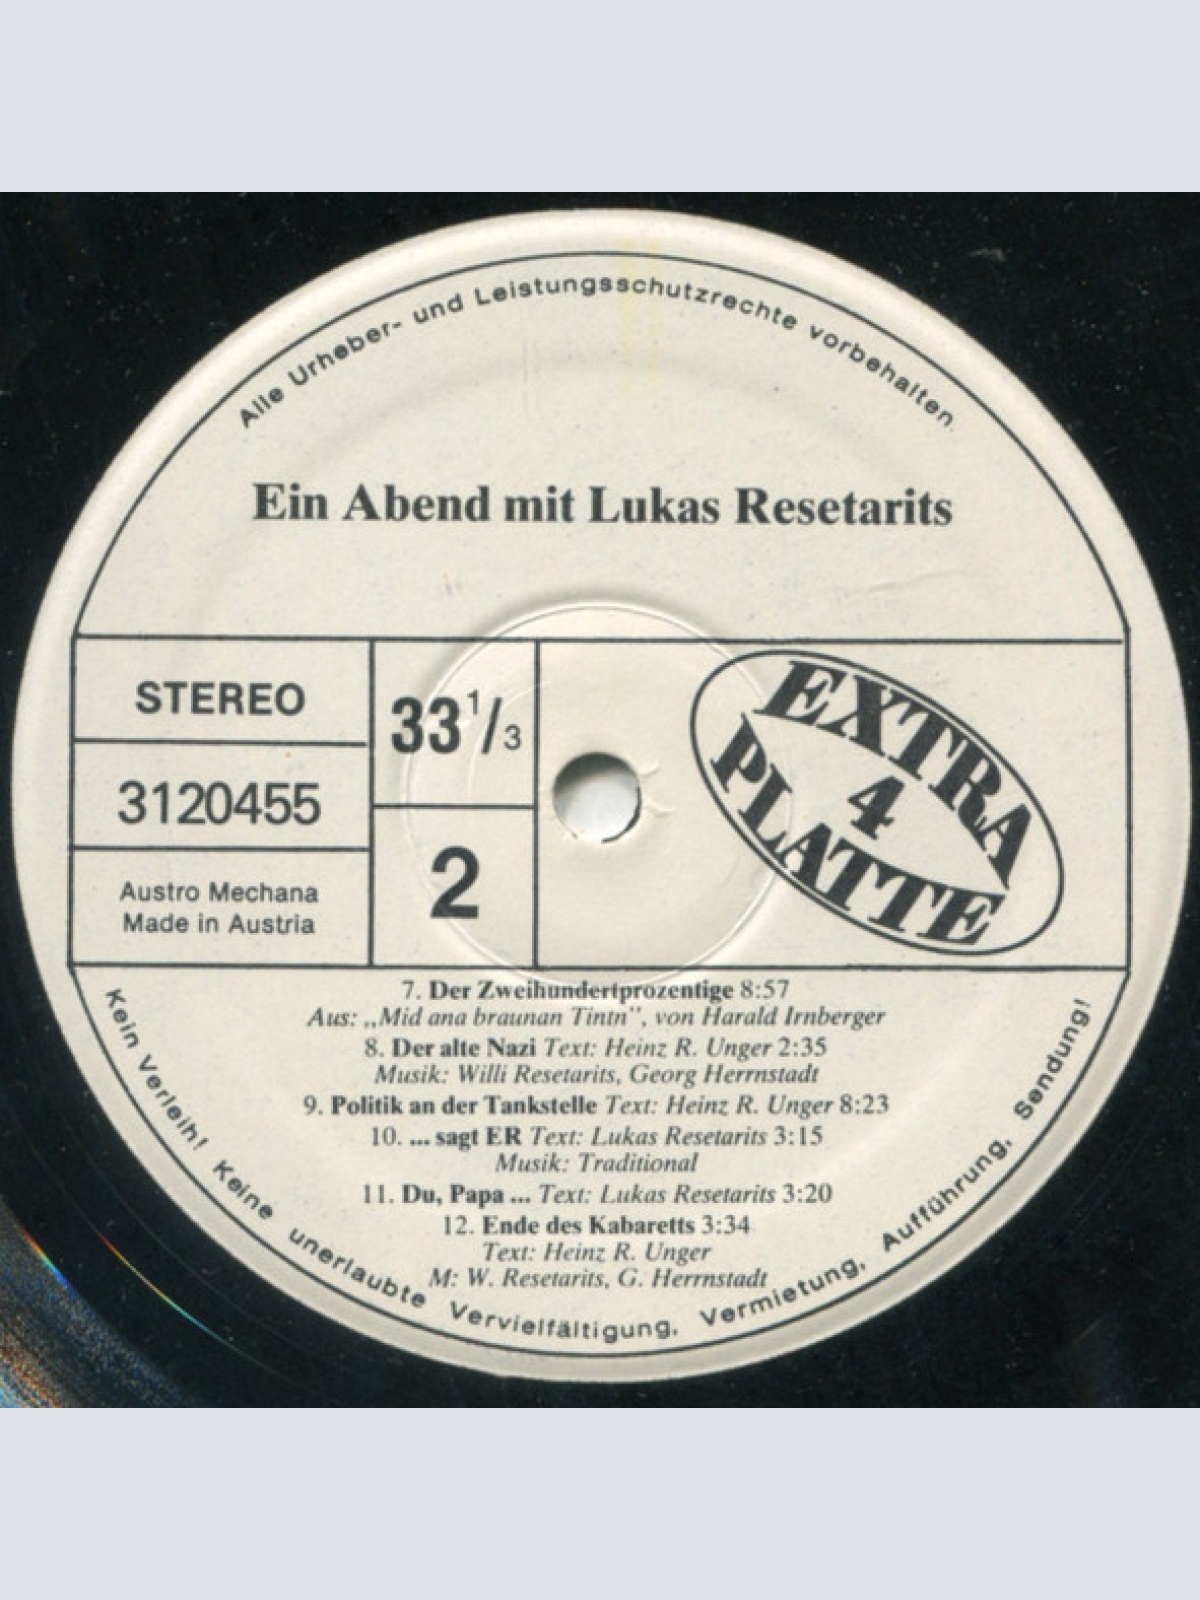 Alle Urheber- und Leistungsschutzrechte vorbehalten.
Ein Abend mit Lukas Resetarits
STEREO
3120455
Austro Mechana
Made in Austria
33 1/3
2
EXTRA
4
PLATTE
7. Der Zweihundertprozentige 8:57
Aus: „Mid ana braunan Tintn”, von Harald Irnberger
8. Der alte Nazi Text: Heinz R. Unger 2:35
Musik: Willi Resetarits, Georg Herrnstadt
9. Politik an der Tankstelle Text: Heinz R. Unger 8:23
10. ... sagt ER Text: Lukas Resetarits 3:15
Musik: Traditional
11. Du, Papa ... Text: Lukas Resetarits 3:20
12. Ende des Kabaretts 3:34
Text: Heinz R. Unger
M: W. Resetarits, G. Herrnstadt
Kein Verleih! Keine unerlaubte Vervielfältigung, Vermietung, Aufführung, Sendung!